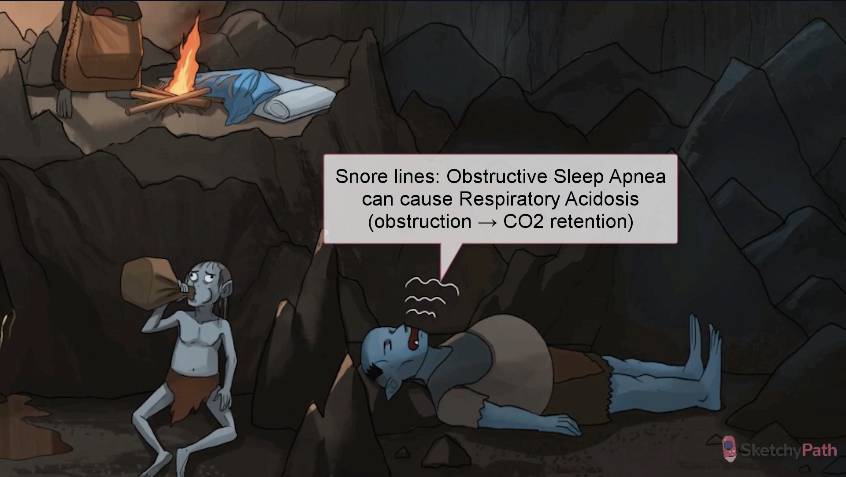 Snore lines: Obstructive Sleep Apnea
can cause Respiratory Acidosis
(obstruction → CO2 retention)
SketchyPath